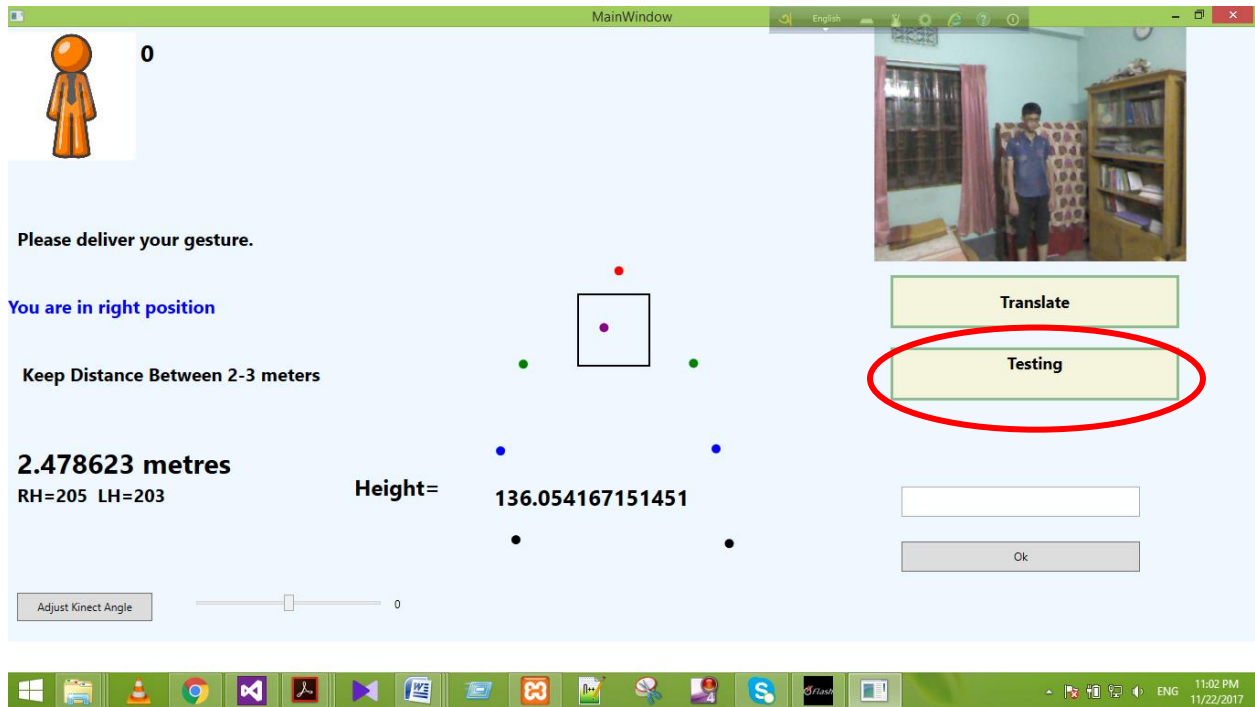 MainWindow
অ English
0
Please deliver your gesture.
You are in right position
Keep Distance Between 2-3 meters
2.478623 metres
RH=205 LH=203
Height=
136.054167151451
Adjust Kinect Angle
0
Translate
Testing
Ok
ENG
11:02 PM
11/22/2017